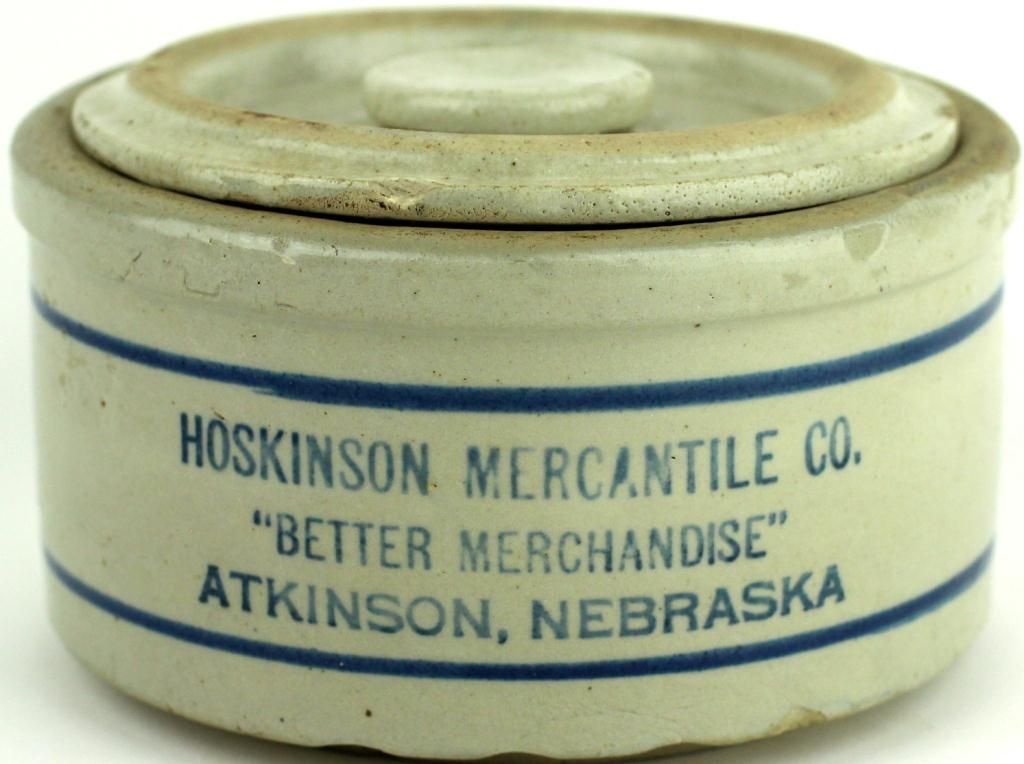 HOSKINSON MERCANTILE CO.
“BETTER MERCHANDISE”
ATKINSON, NEBRASKA